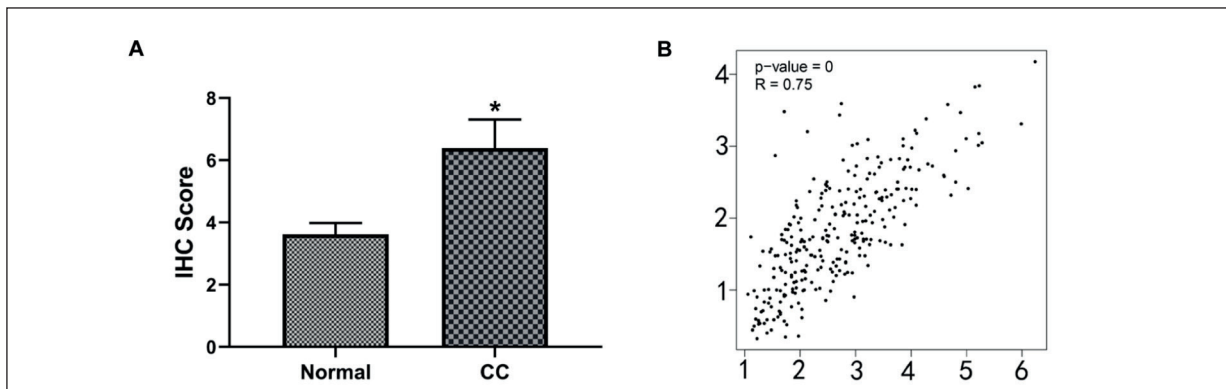 A
IHC Score
8
6
4
2
0
*
Normal
CC
B
p-value = 0
R = 0.75
4
3
2
1
1 2 3 4 5 6